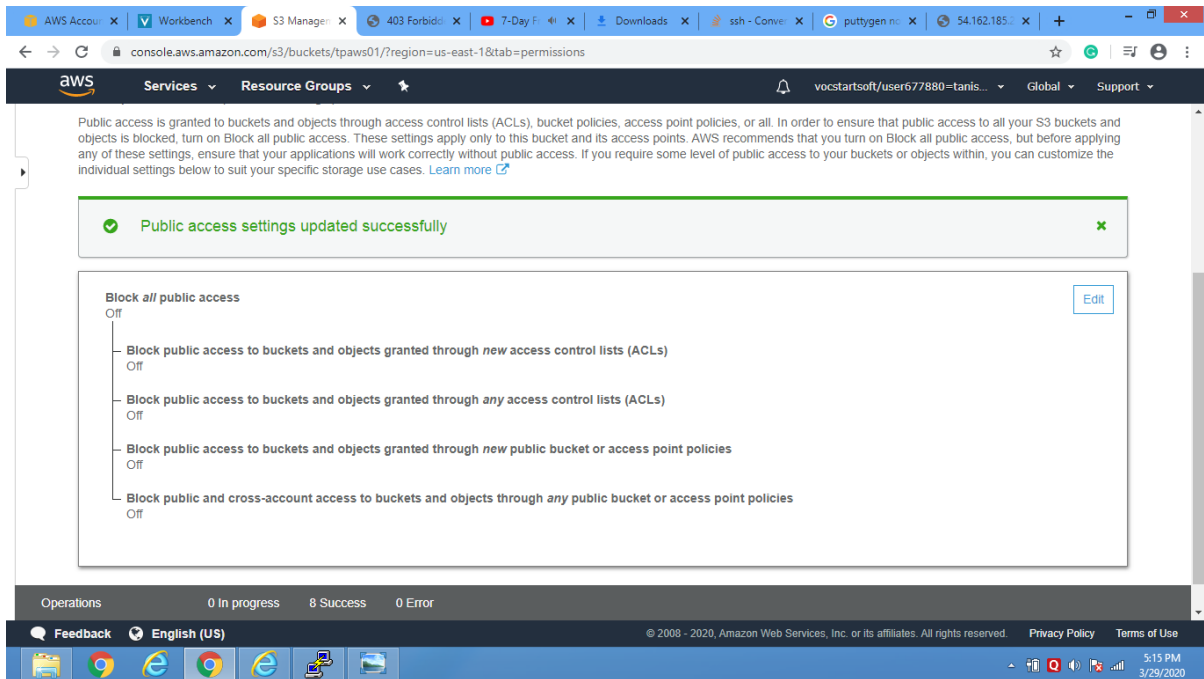 AWS Accoun
Workbench
S3 Managem
403 Forbidd
7-Day F
Downloads
ssh - Conver
puttygen no
54.162.185.2
console.aws.amazon.com/s3/buckets/tpaws01/?region=us-east-1&tab=permissions
aws
Services
Resource Groups
vocstartsoft/user677880=tanis...
Global
Support
Public access is granted to buckets and objects through access control lists (ACLs), bucket policies, access point policies, or all. In order to ensure that public access to all your S3 buckets and
objects is blocked, turn on Block all public access. These settings apply only to this bucket and its access points. AWS recommends that you turn on Block all public access, but before applying
any of these settings, ensure that your applications will work correctly without public access. If you require some level of public access to your buckets or objects within, you can customize the
individual settings below to suit your specific storage use cases. Learn more
Public access settings updated successfully
Block all public access
Edit
Off
Block public access to buckets and objects granted through new access control lists (ACLs)
Off
Block public access to buckets and objects granted through any access control lists (ACLs)
Off
Block public access to buckets and objects granted through new public bucket or access point policies
Off
Block public and cross-account access to buckets and objects through any public bucket or access point policies
Off
Operations
0 In progress
8 Success
0 Error
Feedback
English (US)
© 2008 - 2020, Amazon Web Services, Inc. or its affiliates. All rights reserved.
Privacy Policy
Terms of Use
5:15 PM
3/29/2020